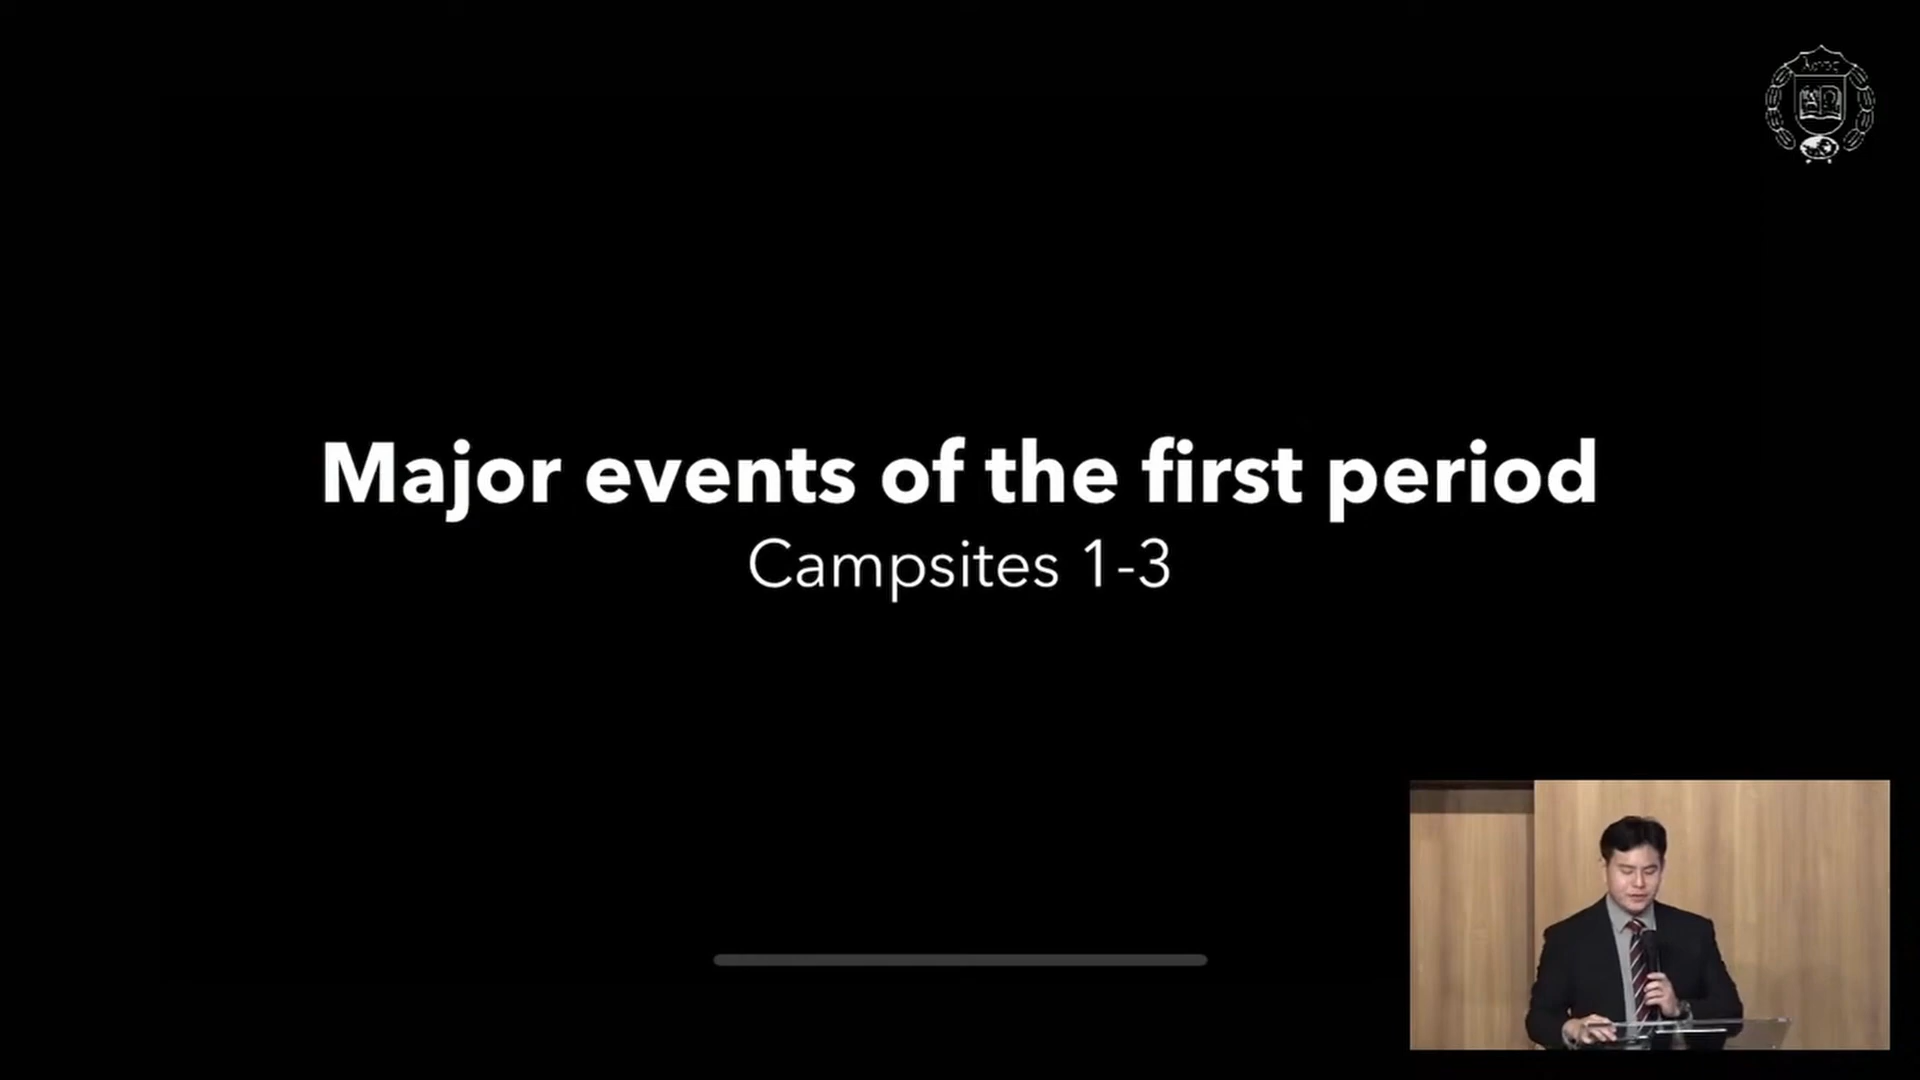 Major events of the first period
Campsites 1-3